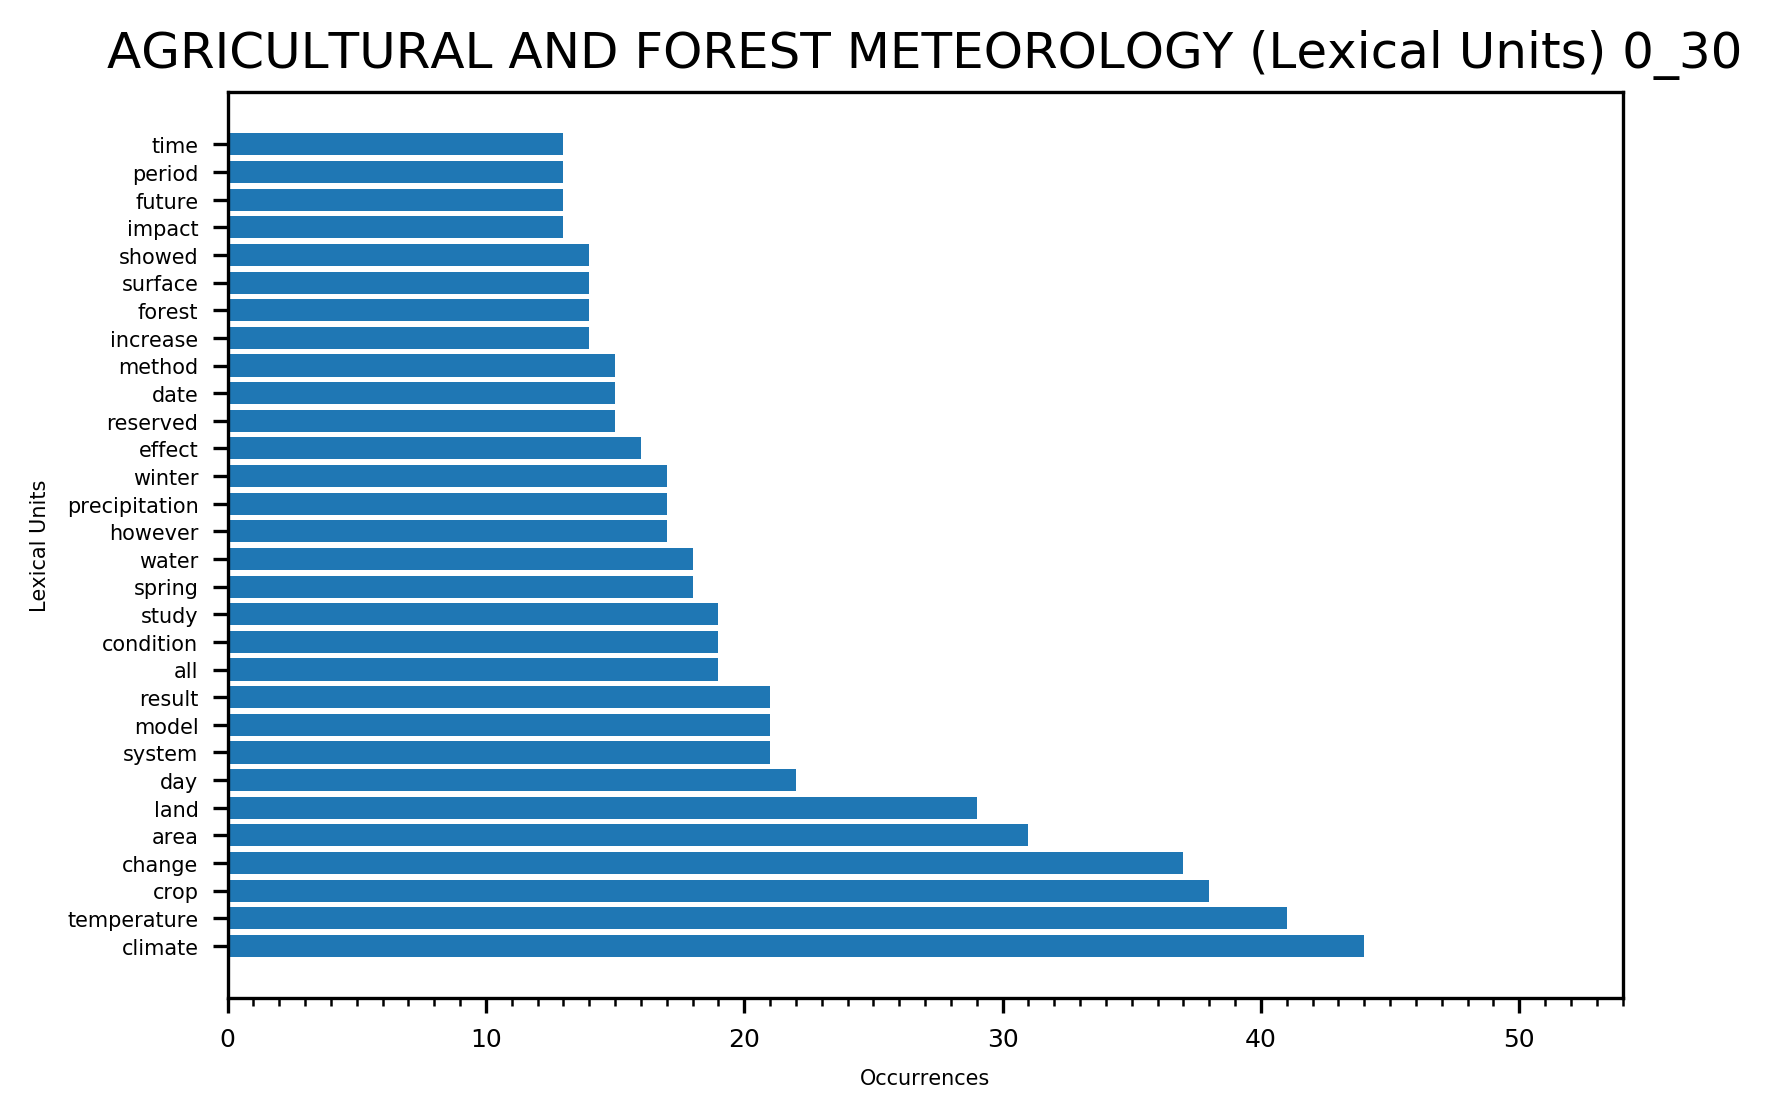 AGRICULTURAL AND FOREST METEOROLOGY (Lexical Units) 0_30
time
period
future
impact
showed
surface
forest
increase
method
date
reserved
effect
winter
precipitation
however
water
spring
study
condition
all
result
model
system
day
land
area
change
crop
temperature
climate
Lexical Units
0 10 20 30 40 50
Occurrences